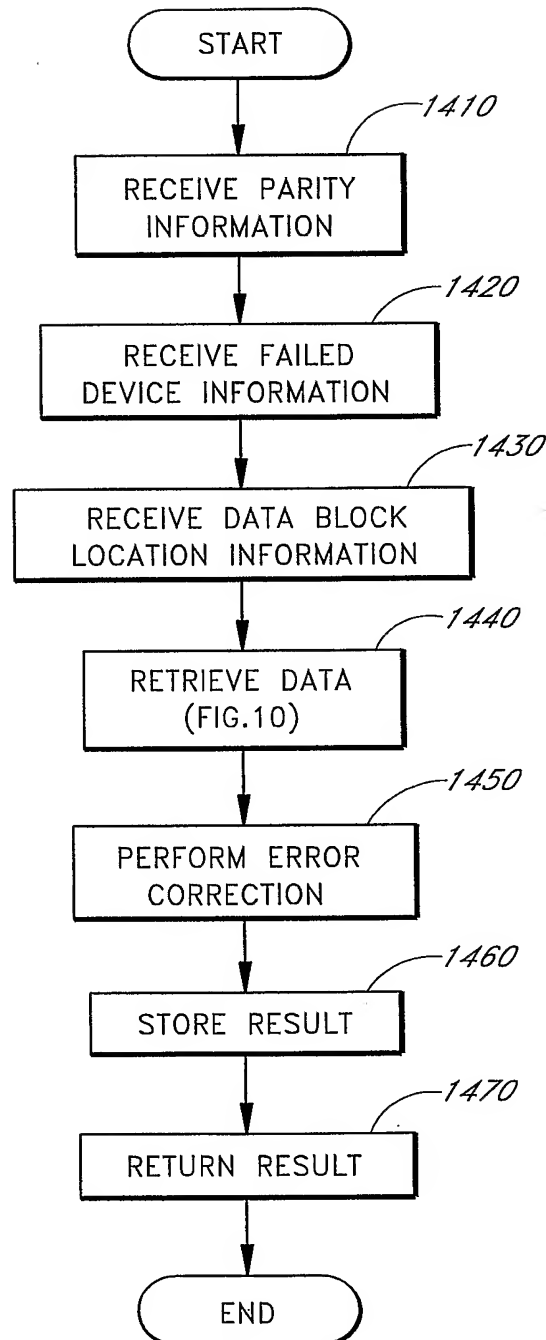 START
1410
RECEIVE PARITY
INFORMATION
1420
RECEIVE FAILED
DEVICE INFORMATION
1430
RECEIVE DATA BLOCK
LOCATION INFORMATION
1440
RETRIEVE DATA
(FIG.10)
1450
PERFORM ERROR
CORRECTION
1460
STORE RESULT
1470
RETURN RESULT
END